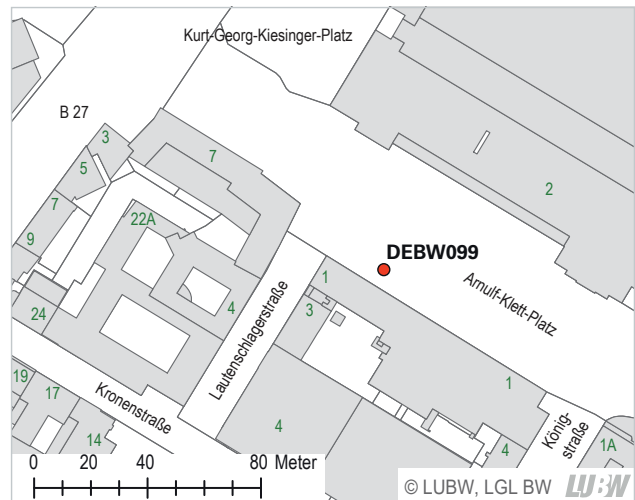 Kurt-Georg-Kiesinger-Platz
B 27
3
7
5
2
7
22A
9
DEBW099
1
Arnulf-Klett-Platz
4
3
24
Lautenschlagerstraße
19
17
1
Kronenstraße
König-
straße
4
14
4
1A
0 20 40 80 Meter
© LUBW, LGL BW LUBW